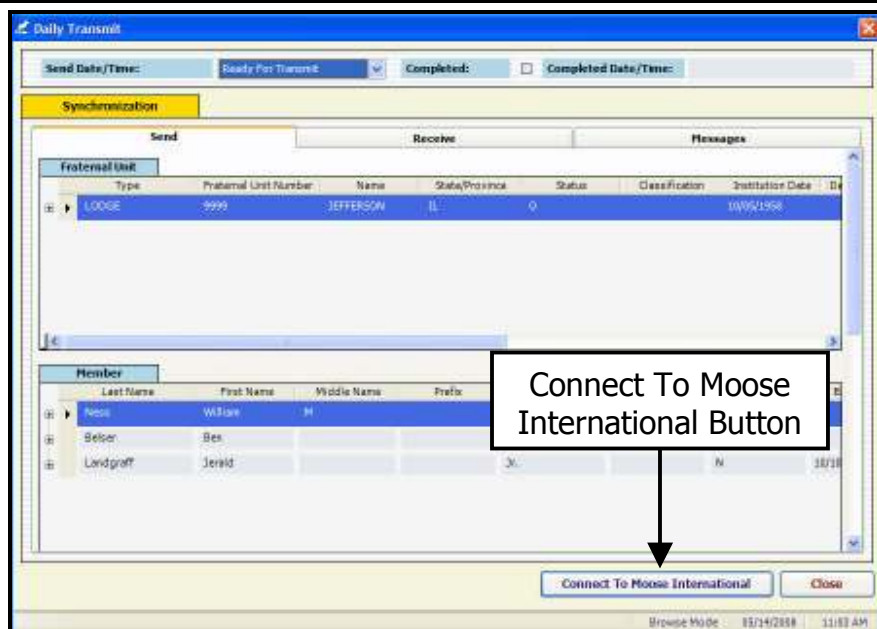 Daily Transmit
Send Date/Time: Ready For Transmit Completed: Completed Date/Time:
Synchronization
Send Receive Messages
Fraternal Unit
Type Fraternal Unit Number Name State/Province Status Classification Institution Date
LODGE 9999 JEFFERSON IL O 10/05/1958
Member
Last Name First Name Middle Name Prefix
Ness William M
Belser Ben
Landgraff Jerald Jr. N
Connect To Moose
International Button
Connect To Moose International Close
Browse Mode 11:53 AM